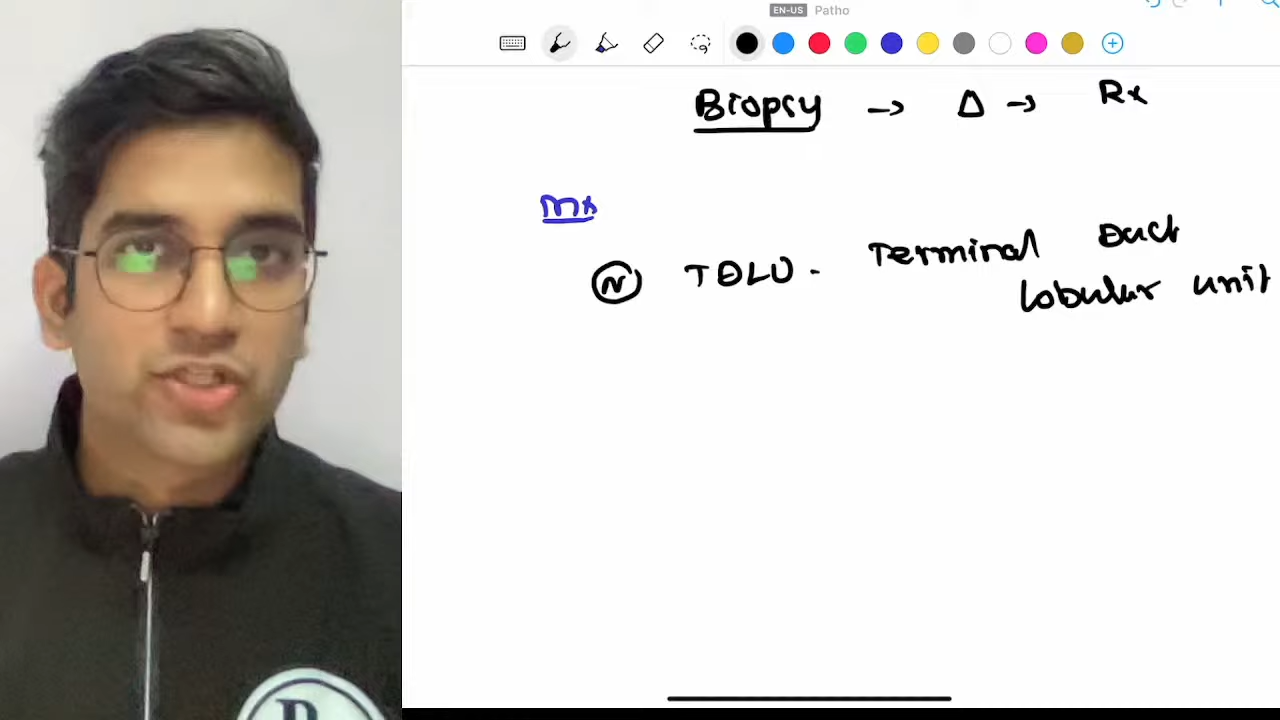 EN-US Patho
Biopsy → Δ → Rx
Mx
N TDLU - Terminal Duct
lobular unit